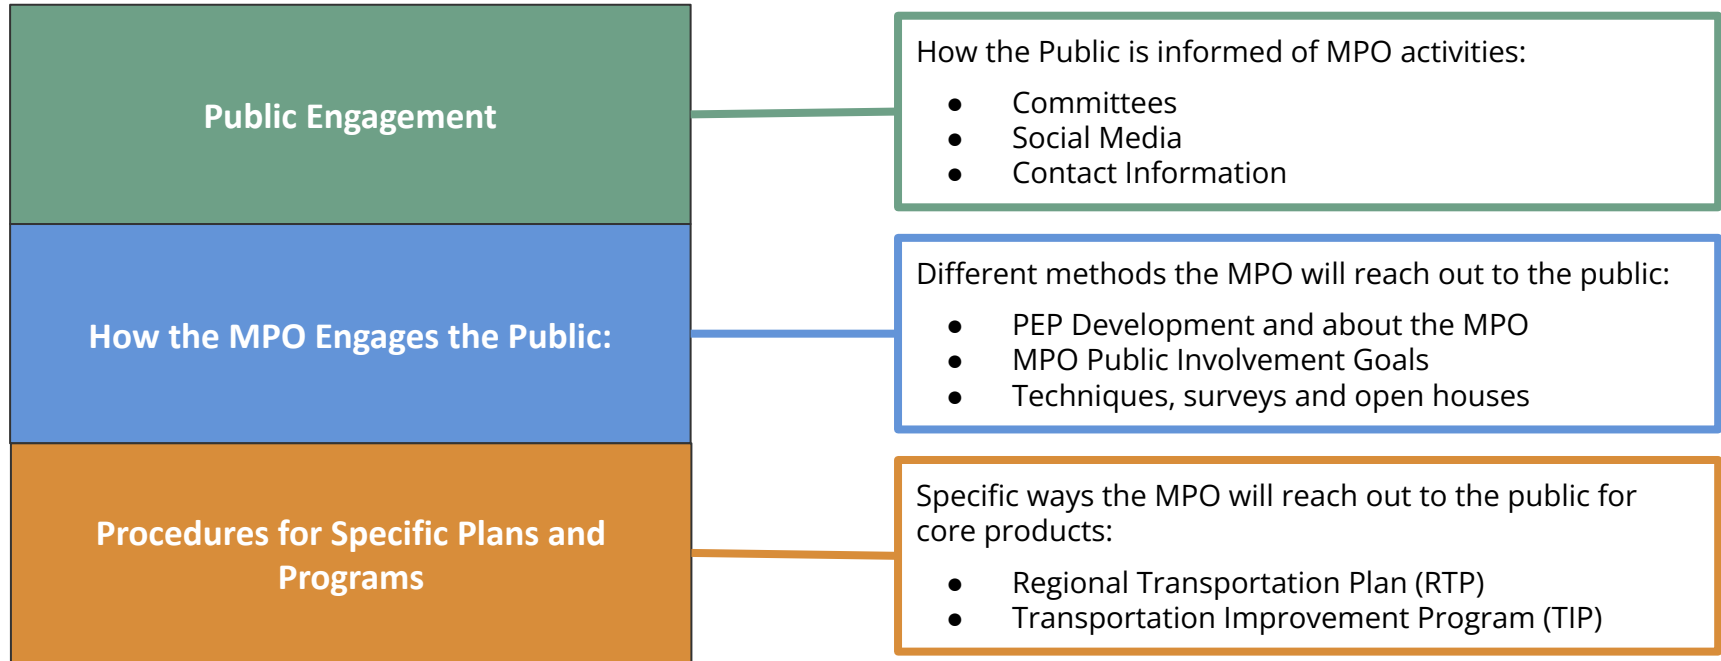 Public Engagement
How the Public is informed of MPO activities:
● Committees
● Social Media
● Contact Information
How the MPO Engages the Public:
Different methods the MPO will reach out to the public:
● PEP Development and about the MPO
● MPO Public Involvement Goals
● Techniques, surveys and open houses
Procedures for Specific Plans and
Programs
Specific ways the MPO will reach out to the public for
core products:
● Regional Transportation Plan (RTP)
● Transportation Improvement Program (TIP)